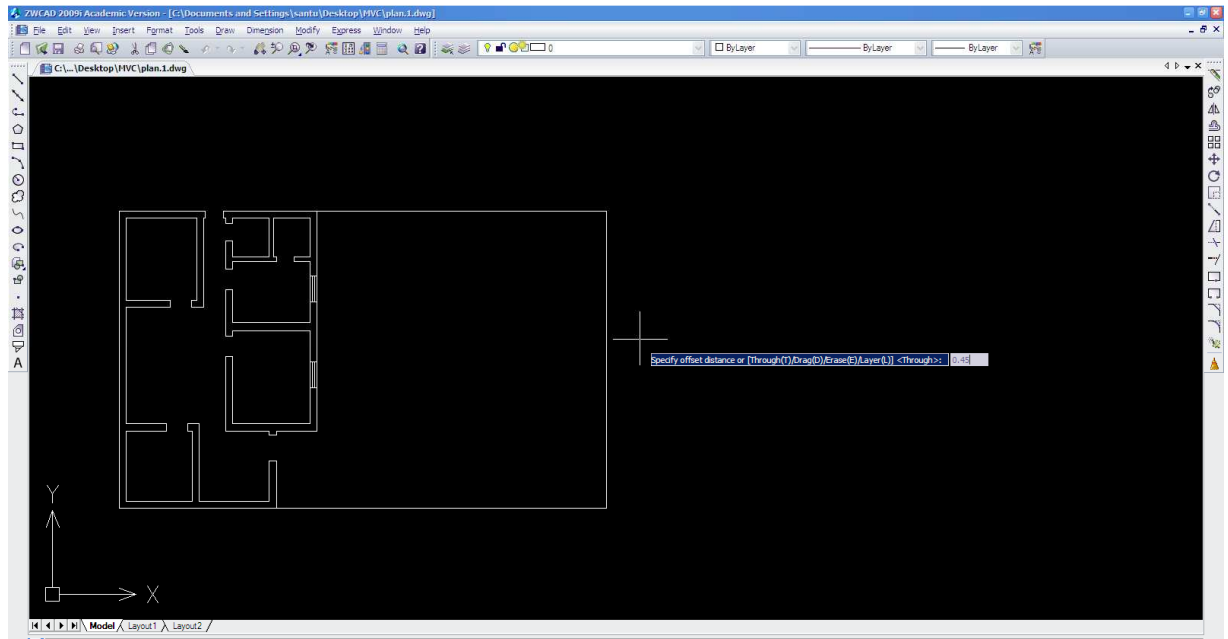 ZWCAD 2009i Academic Version - [C:\Documents and Settings\santu\Desktop\MVC\plan.1.dwg]
File Edit View Insert Format Tools Draw Dimension Modify Express Window Help
0 ByLayer ByLayer ByLayer
C:\...\Desktop\MVC\plan.1.dwg
A
Specify offset distance or [Through(T)/Drag(D)/Erase(E)/Layer(L)] <Through>: 0.45
Y
X
Model Layout1 Layout2